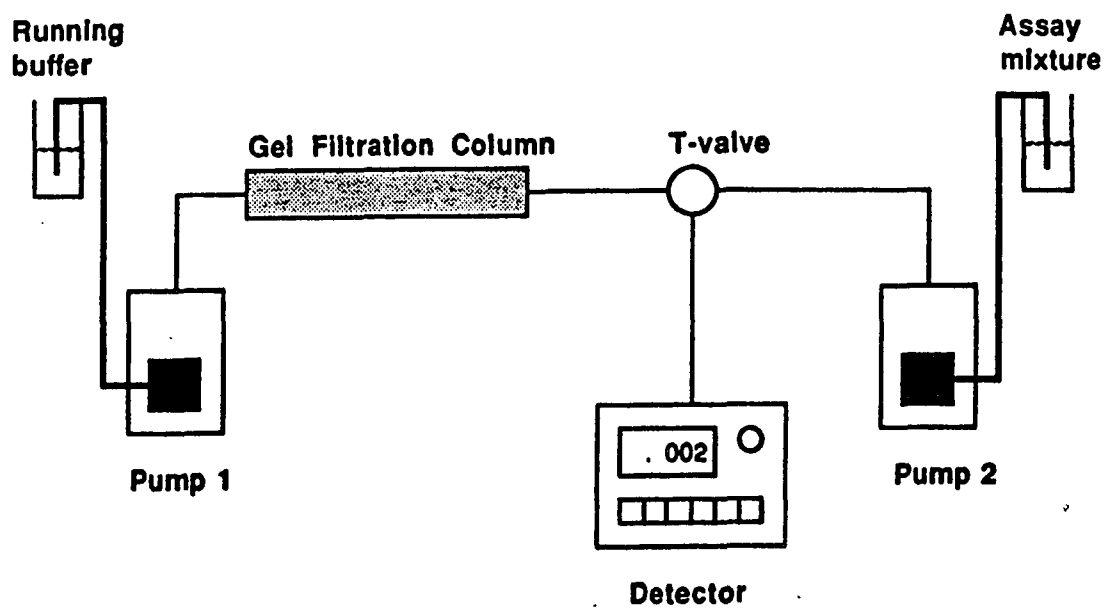 Running
buffer
Assay
mixture
Gel Filtration Column
T-valve
.002
Pump 1
Pump 2
Detector